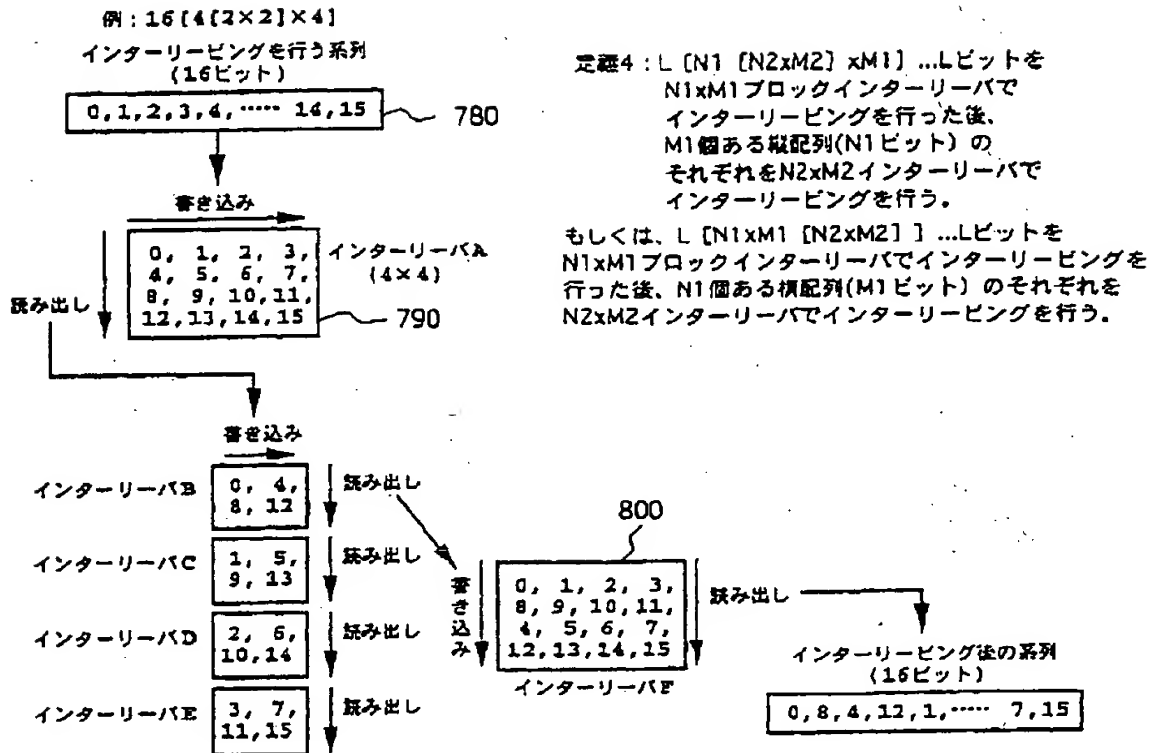 例:16[4[2×2]×4]
インターリービングを行う系列
(16ビット)
0,1,2,3,4,····· 14,15
780
定義4:L [N1 [N2xM2] xM1] ...Lビットを
N1xM1ブロックインターリーバで
インターリービングを行った後、
M1個ある縦配列(N1ビット)の
それぞれをN2xM2インターリーバで
インターリービングを行う。
もしくは、L [N1xM1 [N2xM2] ] ...Lビットを
N1xM1ブロックインターリーバでインターリービングを
行った後、N1個ある横配列(M1ビット)のそれぞれを
N2xM2インターリーバでインターリービングを行う。
書き込み
読み出し
0, 1, 2, 3,
4, 5, 6, 7,
8, 9, 10,11,
12,13,14,15
インターリーバA
(4×4)
790
書き込み
インターリーバB
0, 4,
8, 12
読み出し
インターリーバC
1, 5,
9, 13
読み出し
インターリーバD
2, 6,
10,14
読み出し
インターリーバE
3, 7,
11,15
読み出し
800
書き込み
0, 1, 2, 3,
8, 9, 10,11,
4, 5, 6, 7,
12,13,14,15
インターリーバF
読み出し
インターリービング後の系列
(16ビット)
0,8,4,12,1,····· 7,15